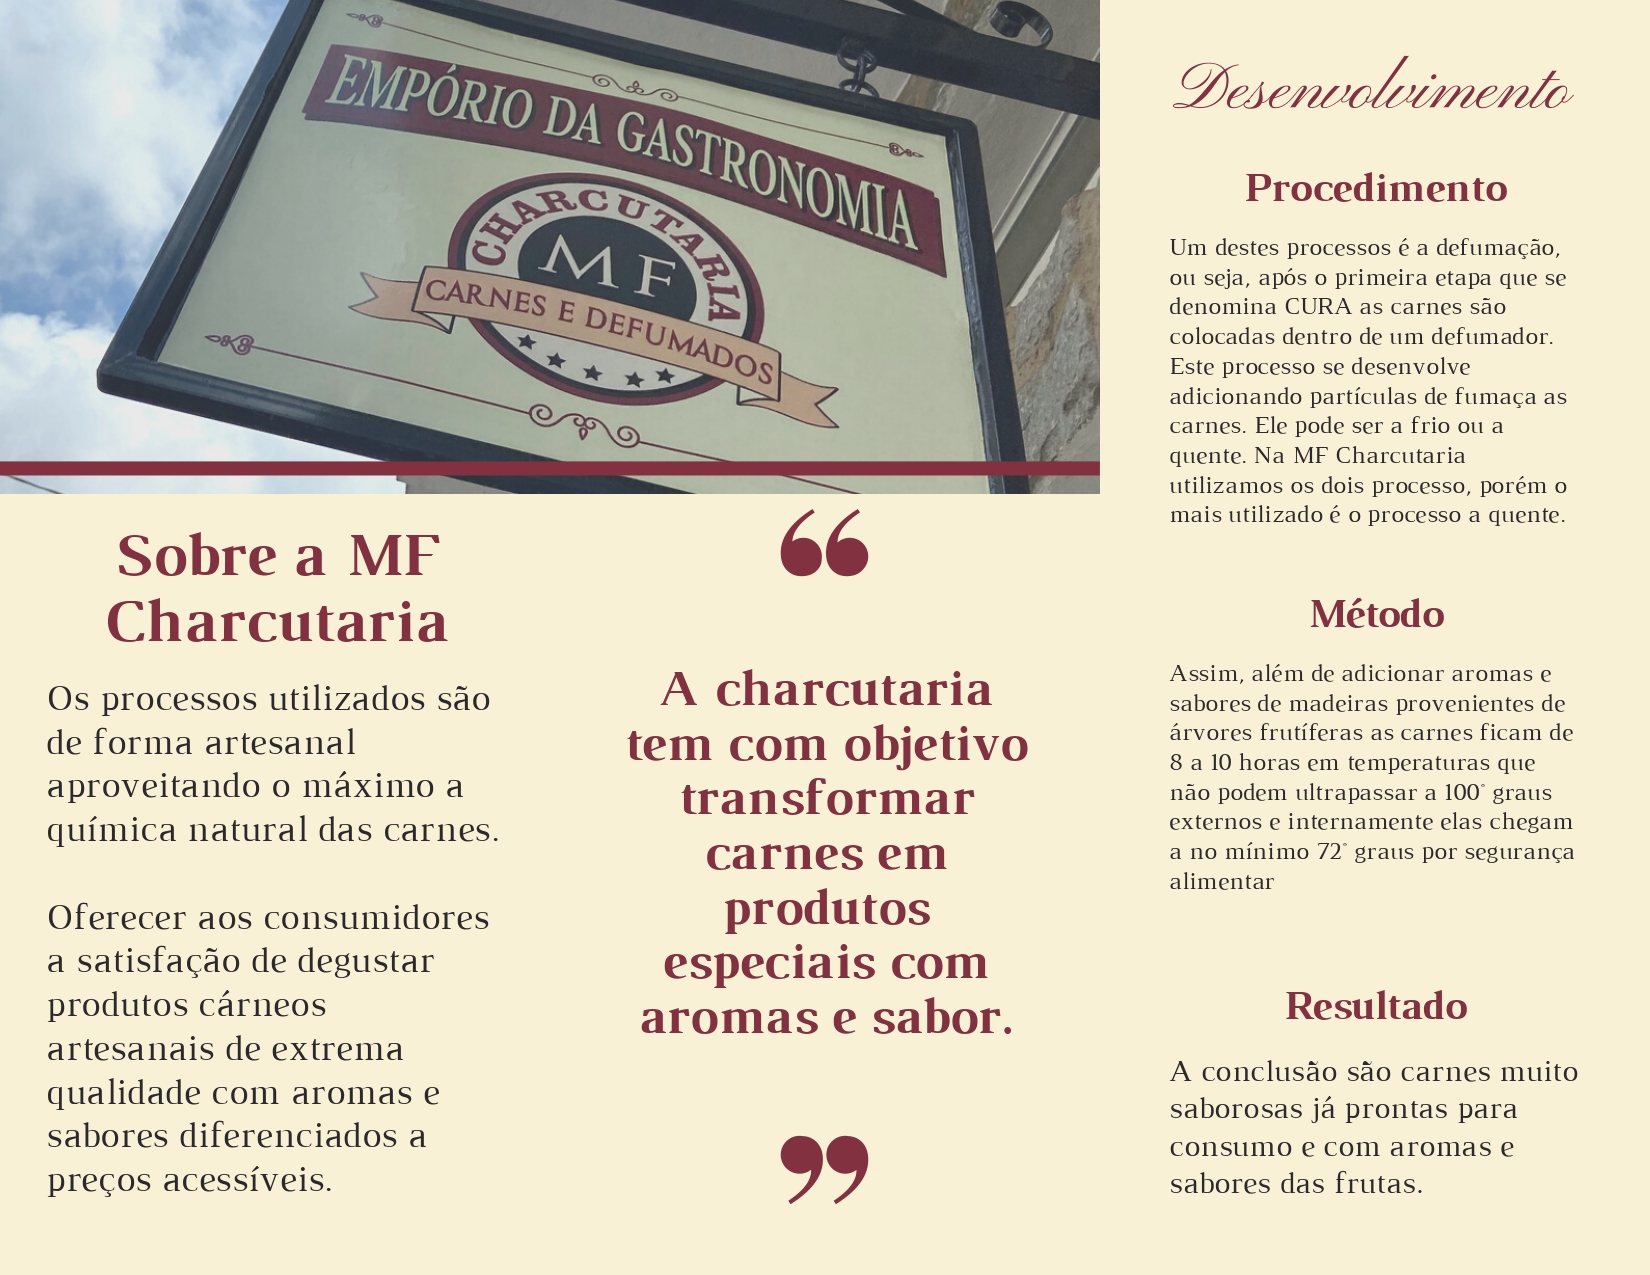 EMPÓRIO DA GASTRONOMIA
CHARCUTARIA
MF
CARNES E DEFUMADOS
Sobre a MF
Charcutaria
Os processos utilizados são
de forma artesanal
aproveitando o máximo a
química natural das carnes.
Oferecer aos consumidores
a satisfação de degustar
produtos cárneos
artesanais de extrema
qualidade com aromas e
sabores diferenciados a
preços acessíveis.
“
A charcutaria
tem com objetivo
transformar
carnes em
produtos
especiais com
aromas e sabor.
”
Desenvolvimento
Procedimento
Um destes processos é a defumação,
ou seja, após o primeira etapa que se
denomina CURA as carnes são
colocadas dentro de um defumador.
Este processo se desenvolve
adicionando partículas de fumaça as
carnes. Ele pode ser a frio ou a
quente. Na MF Charcutaria
utilizamos os dois processo, porém o
mais utilizado é o processo a quente.
Método
Assim, além de adicionar aromas e
sabores de madeiras provenientes de
árvores frutíferas as carnes ficam de
8 a 10 horas em temperaturas que
não podem ultrapassar a 100° graus
externos e internamente elas chegam
a no mínimo 72° graus por segurança
alimentar
Resultado
A conclusão são carnes muito
saborosas já prontas para
consumo e com aromas e
sabores das frutas.